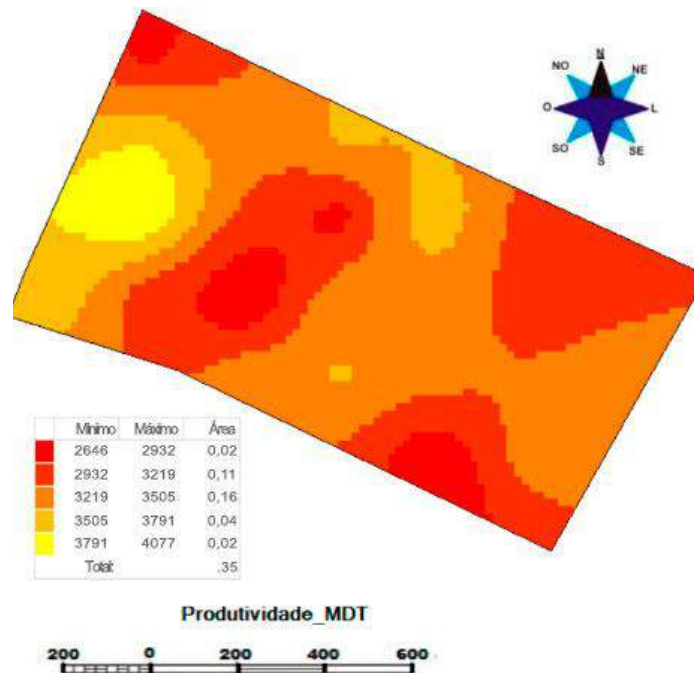 N
NO NE
O L
SO SE
S
Mínimo Máximo Área
2646 2932 0,02
2932 3219 0,11
3219 3505 0,16
3505 3791 0,04
3791 4077 0,02
Total: .35
Produtividade_MDT
200 0 200 400 600